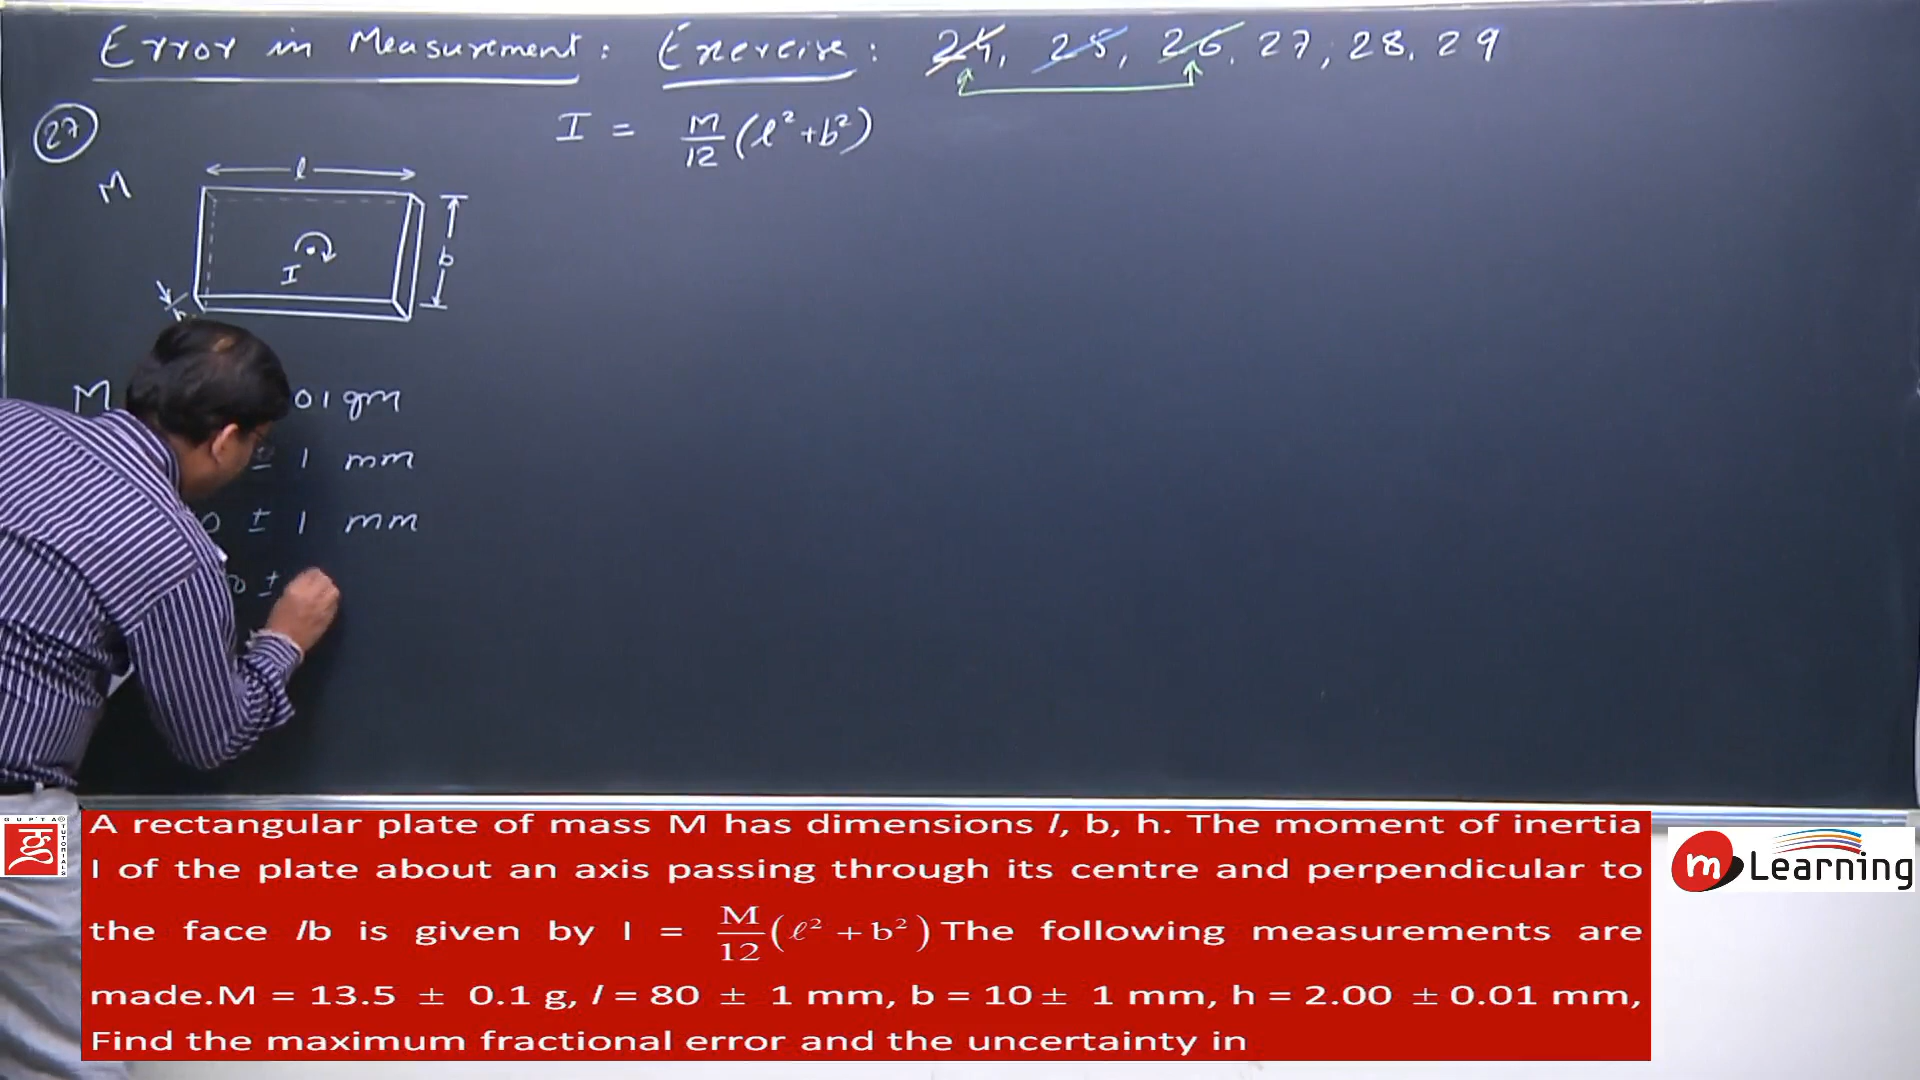 Error in Measurement : Exercise : 24, 25, 26, 27, 28, 29
27
I = M/12 (l² + b²)
l
M
b
I
h
M 01 gm
± 1 mm
0 ± 1 mm
0 ±
GUPTA TUTORIALS
A rectangular plate of mass M has dimensions l, b, h. The moment of inertia
I of the plate about an axis passing through its centre and perpendicular to
the face lb is given by I = M/12 (ℓ² + b²) The following measurements are
made.M = 13.5 ± 0.1 g, l = 80 ± 1 mm, b = 10 ± 1 mm, h = 2.00 ± 0.01 mm,
Find the maximum fractional error and the uncertainty in
m Learning